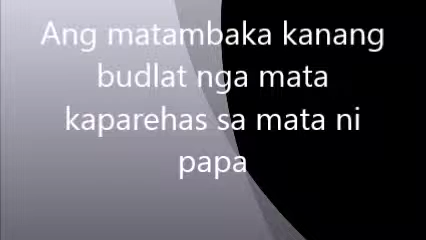 Ang matambaka kanang
budlat nga mata
kaparehas sa mata ni
papa